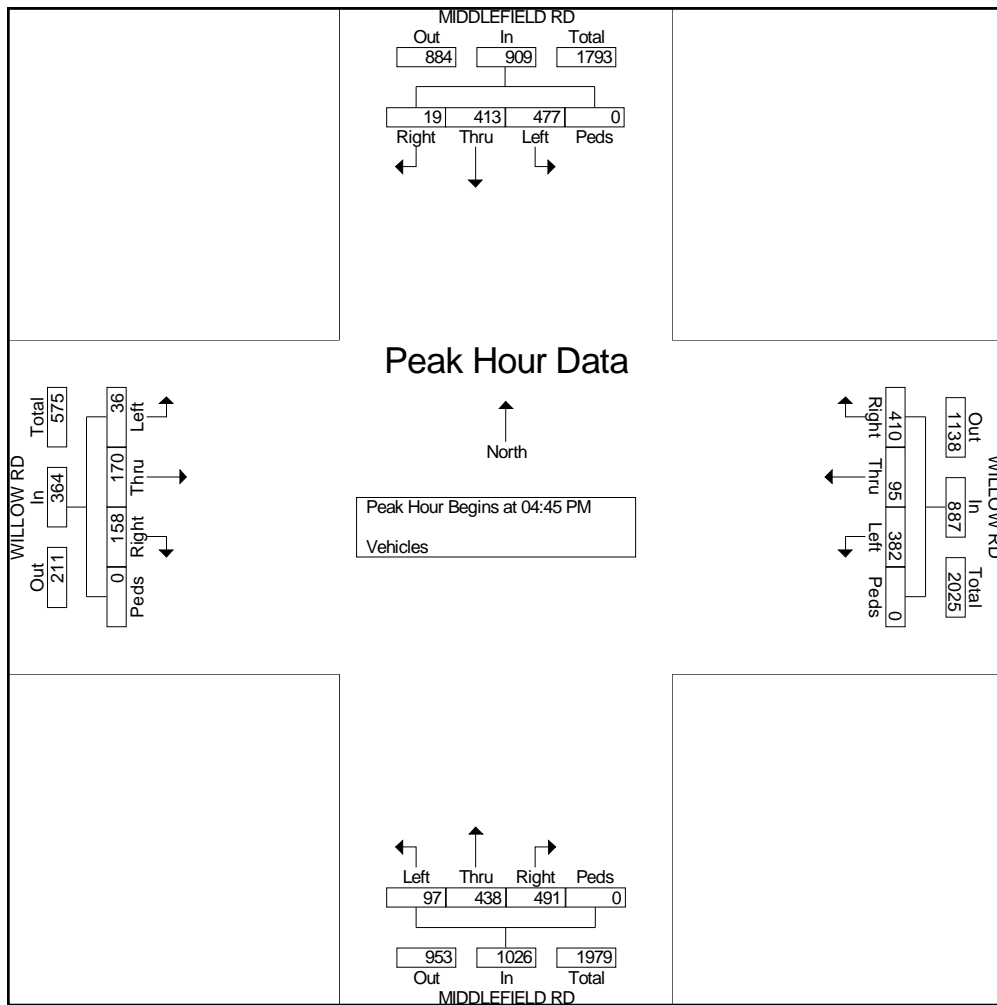 MIDDLEFIELD RD
Out In Total
884 909 1793
19 413 477 0
Right Thru Left Peds
Peak Hour Data
North
Peak Hour Begins at 04:45 PM
Vehicles
WILLOW RD
Total In Out
575 364 211
36 170 158 0
Left Thru Right Peds
WILLOW RD
Out In Total
1138 887 2025
410 95 382 0
Right Thru Left Peds
Left Thru Right Peds
97 438 491 0
953 1026 1979
Out In Total
MIDDLEFIELD RD